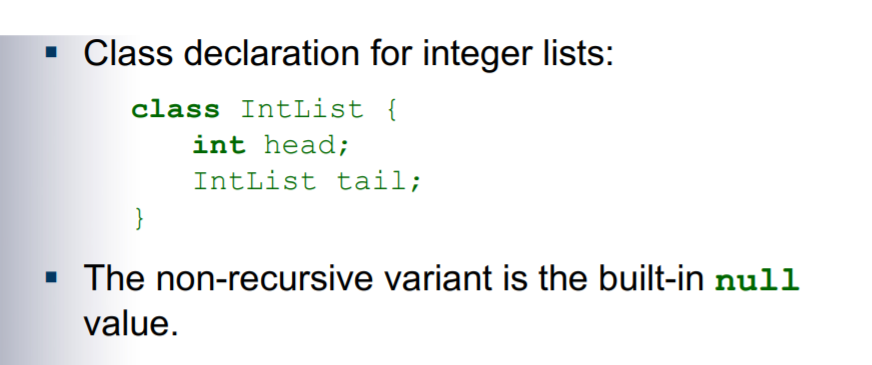 ▪ Class declaration for integer lists:
class IntList {
    int head;
    IntList tail;
}
▪ The non-recursive variant is the built-in null
value.